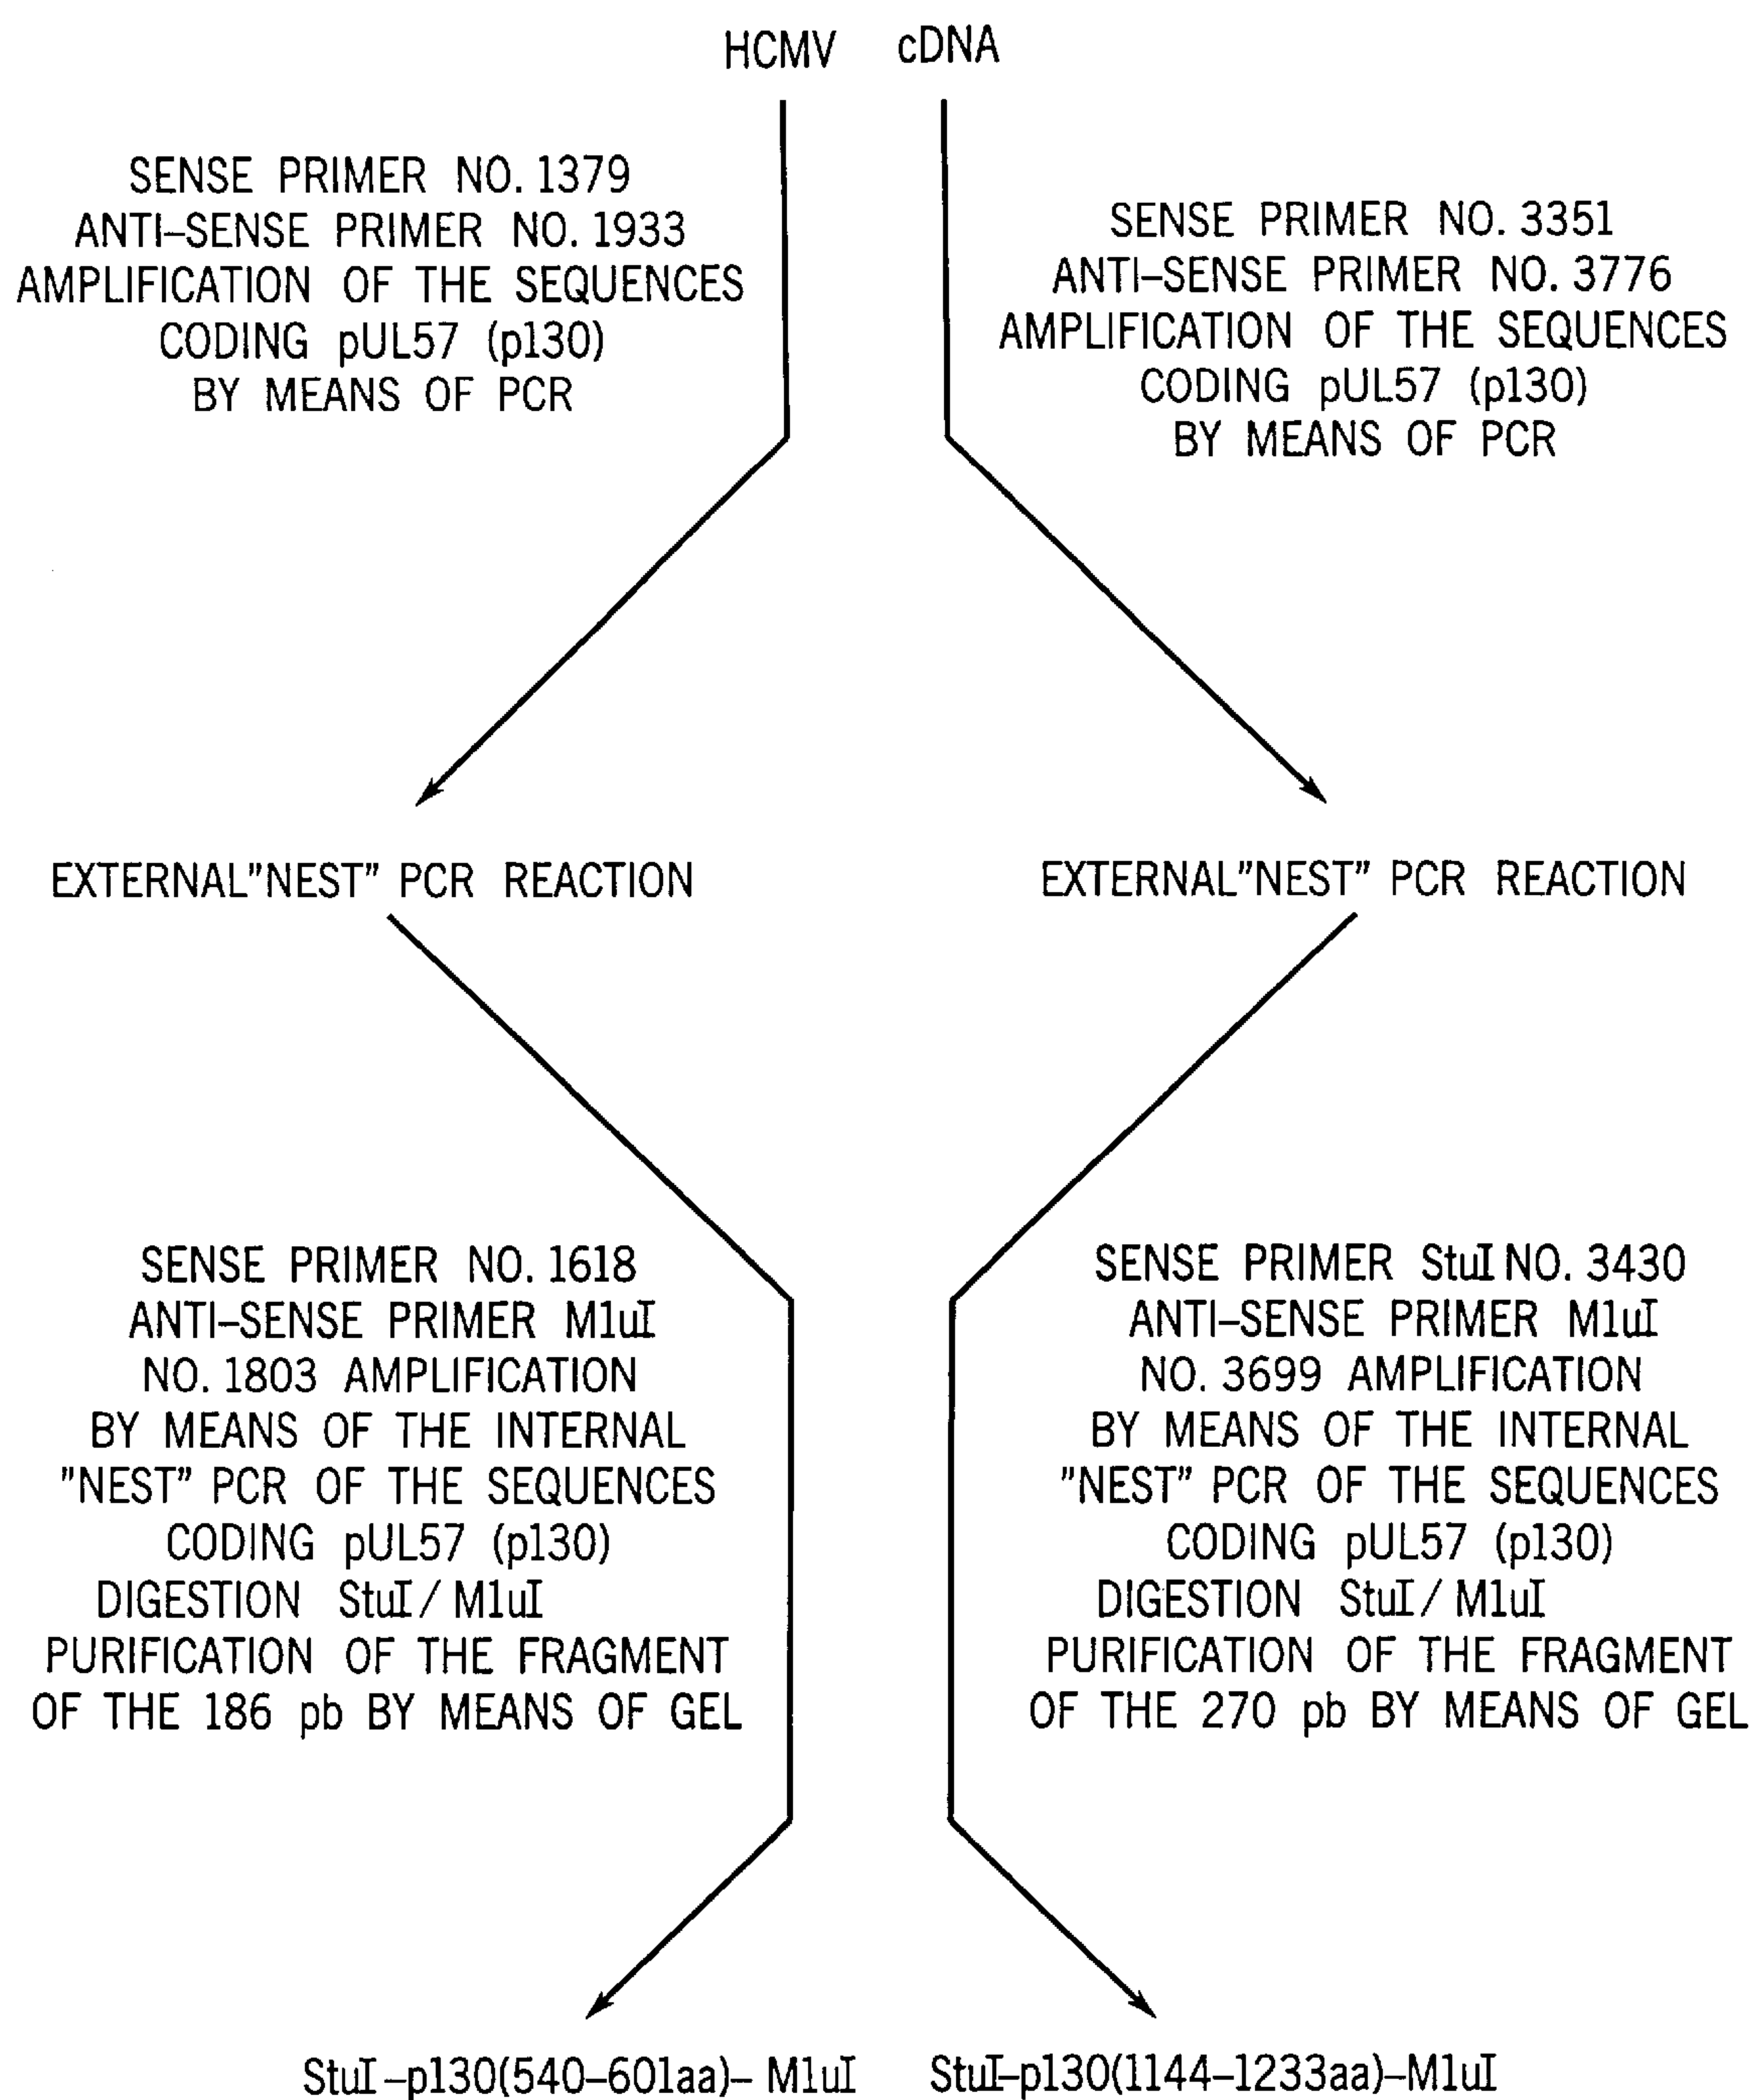 HCMV cDNA
SENSE PRIMER NO. 1379
ANTI-SENSE PRIMER NO. 1933
AMPLIFICATION OF THE SEQUENCES
CODING pUL57 (p130)
BY MEANS OF PCR
SENSE PRIMER NO. 3351
ANTI-SENSE PRIMER NO. 3776
AMPLIFICATION OF THE SEQUENCES
CODING pUL57 (p130)
BY MEANS OF PCR
EXTERNAL"NEST" PCR REACTION
EXTERNAL"NEST" PCR REACTION
SENSE PRIMER NO. 1618
ANTI-SENSE PRIMER MluI
NO. 1803 AMPLIFICATION
BY MEANS OF THE INTERNAL
"NEST" PCR OF THE SEQUENCES
CODING pUL57 (p130)
DIGESTION StuI/MluI
PURIFICATION OF THE FRAGMENT
OF THE 186 pb BY MEANS OF GEL
SENSE PRIMER StuI NO. 3430
ANTI-SENSE PRIMER MluI
NO. 3699 AMPLIFICATION
BY MEANS OF THE INTERNAL
"NEST" PCR OF THE SEQUENCES
CODING pUL57 (p130)
DIGESTION StuI/MluI
PURIFICATION OF THE FRAGMENT
OF THE 270 pb BY MEANS OF GEL
StuI-p130(540-601aa)-MluI
StuI-p130(1144-1233aa)-MluI